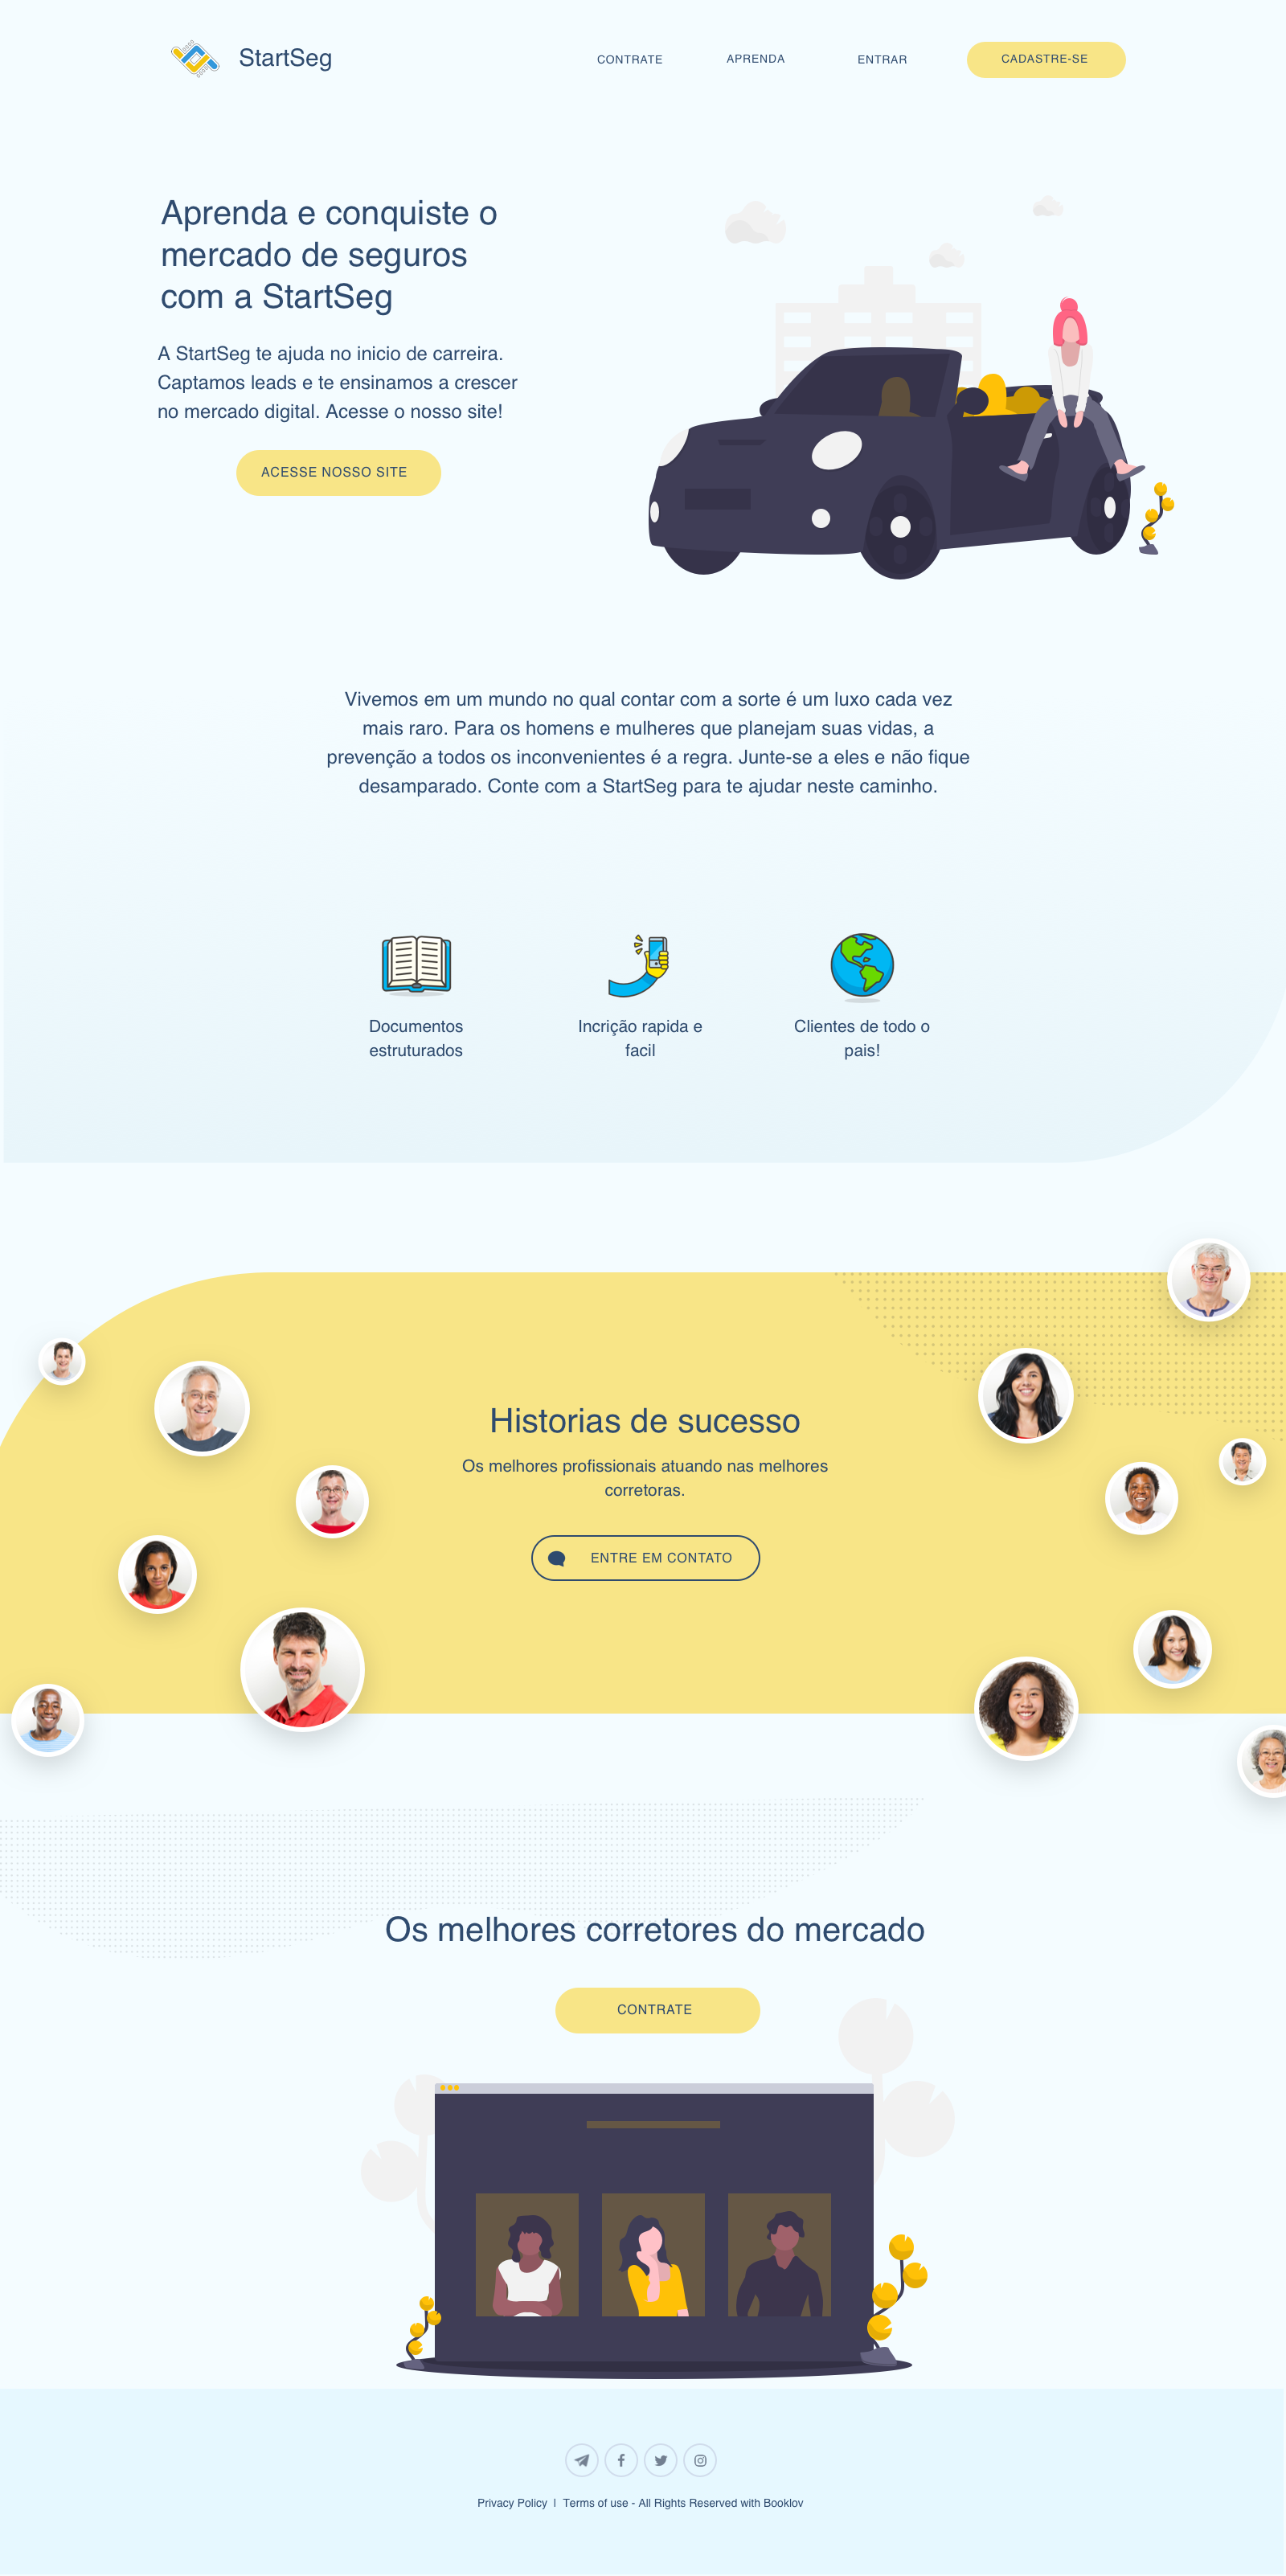 StartSeg
CONTRATE
APRENDA
ENTRAR
CADASTRE-SE
Aprenda e conquiste o
mercado de seguros
com a StartSeg
A StartSeg te ajuda no inicio de carreira.
Captamos leads e te ensinamos a crescer
no mercado digital. Acesse o nosso site!
ACESSE NOSSO SITE
Vivemos em um mundo no qual contar com a sorte é um luxo cada vez
mais raro. Para os homens e mulheres que planejam suas vidas, a
prevenção a todos os inconvenientes é a regra. Junte-se a eles e não fique
desamparado. Conte com a StartSeg para te ajudar neste caminho.
Documentos
estruturados
Incrição rapida e
facil
Clientes de todo o
pais!
Historias de sucesso
Os melhores profissionais atuando nas melhores
corretoras.
ENTRE EM CONTATO
Os melhores corretores do mercado
CONTRATE
Privacy Policy | Terms of use - All Rights Reserved with Booklov